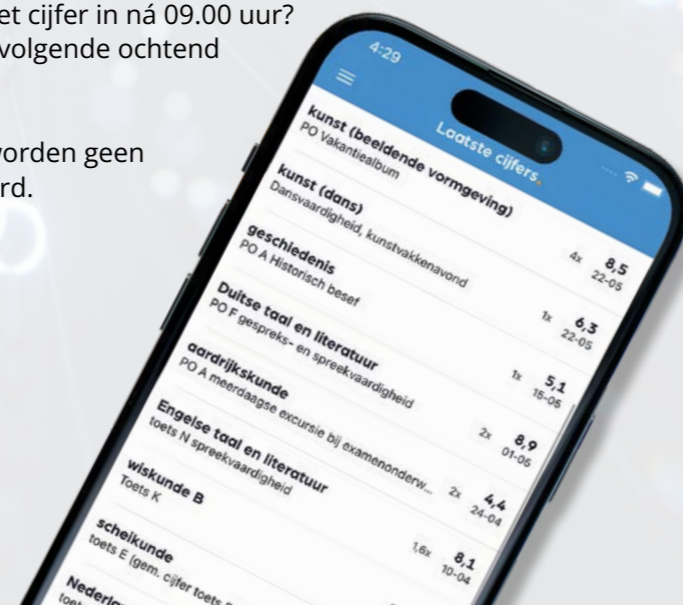 et cijfer in ná 09.00 uur?
volgende ochtend
worden geen
rd.
4:29
Laatste cijfers.
kunst (beeldende vormgeving)
PO Vakantiealbum
4x 8,5
22-05
kunst (dans)
Dansvaardigheid, kunstvakkenavond
1x 6,3
22-05
geschiedenis
PO A Historisch besef
1x 5,1
15-05
Duitse taal en literatuur
PO F gespreks- en spreekvaardigheid
2x 8,9
01-05
aardrijkskunde
PO A meerdaagse excursie bij examenonderw...
2x 4,4
24-04
Engelse taal en literatuur
toets N spreekvaardigheid
1,6x 8,1
10-04
wiskunde B
Toets K
scheikunde
toets E (gem. cijfer toets
Nederla